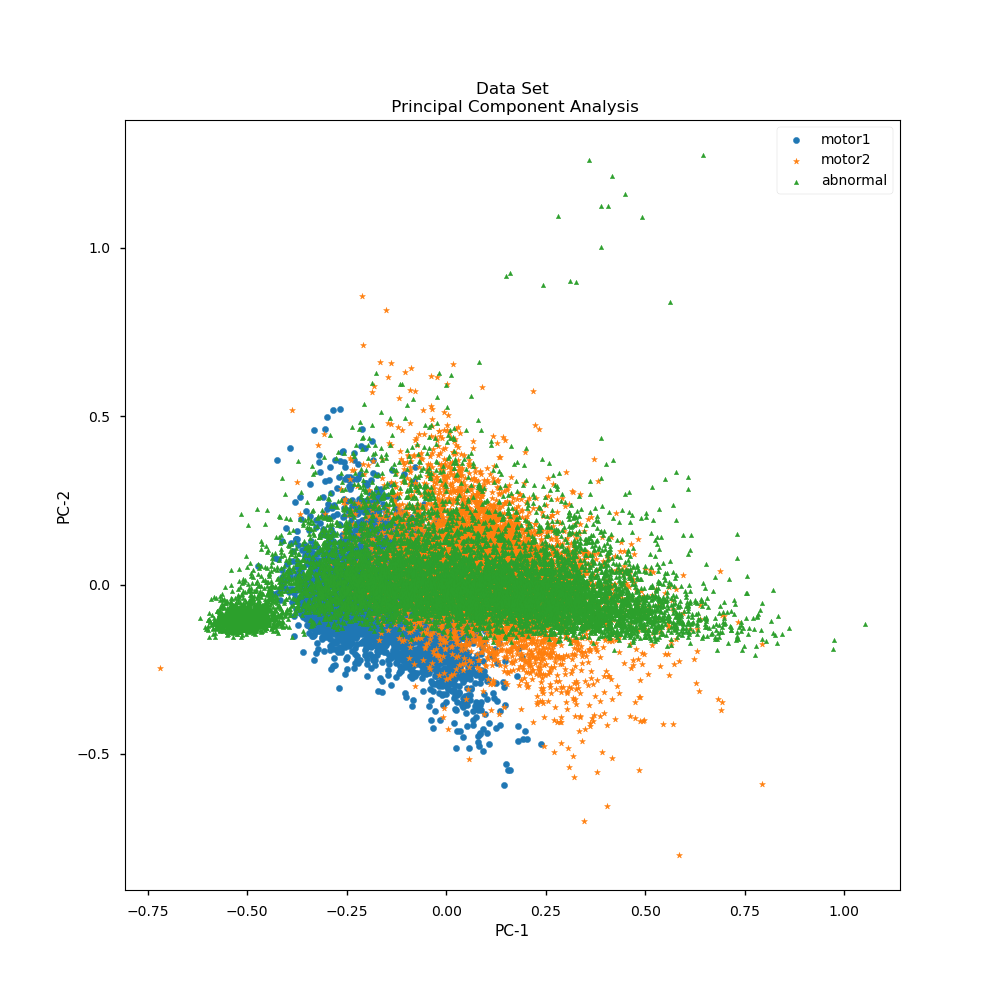 Data Set
Principal Component Analysis
motor1
motor2
abnormal
PC-2
1.0
0.5
0.0
−0.5
−0.75
−0.50
−0.25
0.00
0.25
0.50
0.75
1.00
PC-1